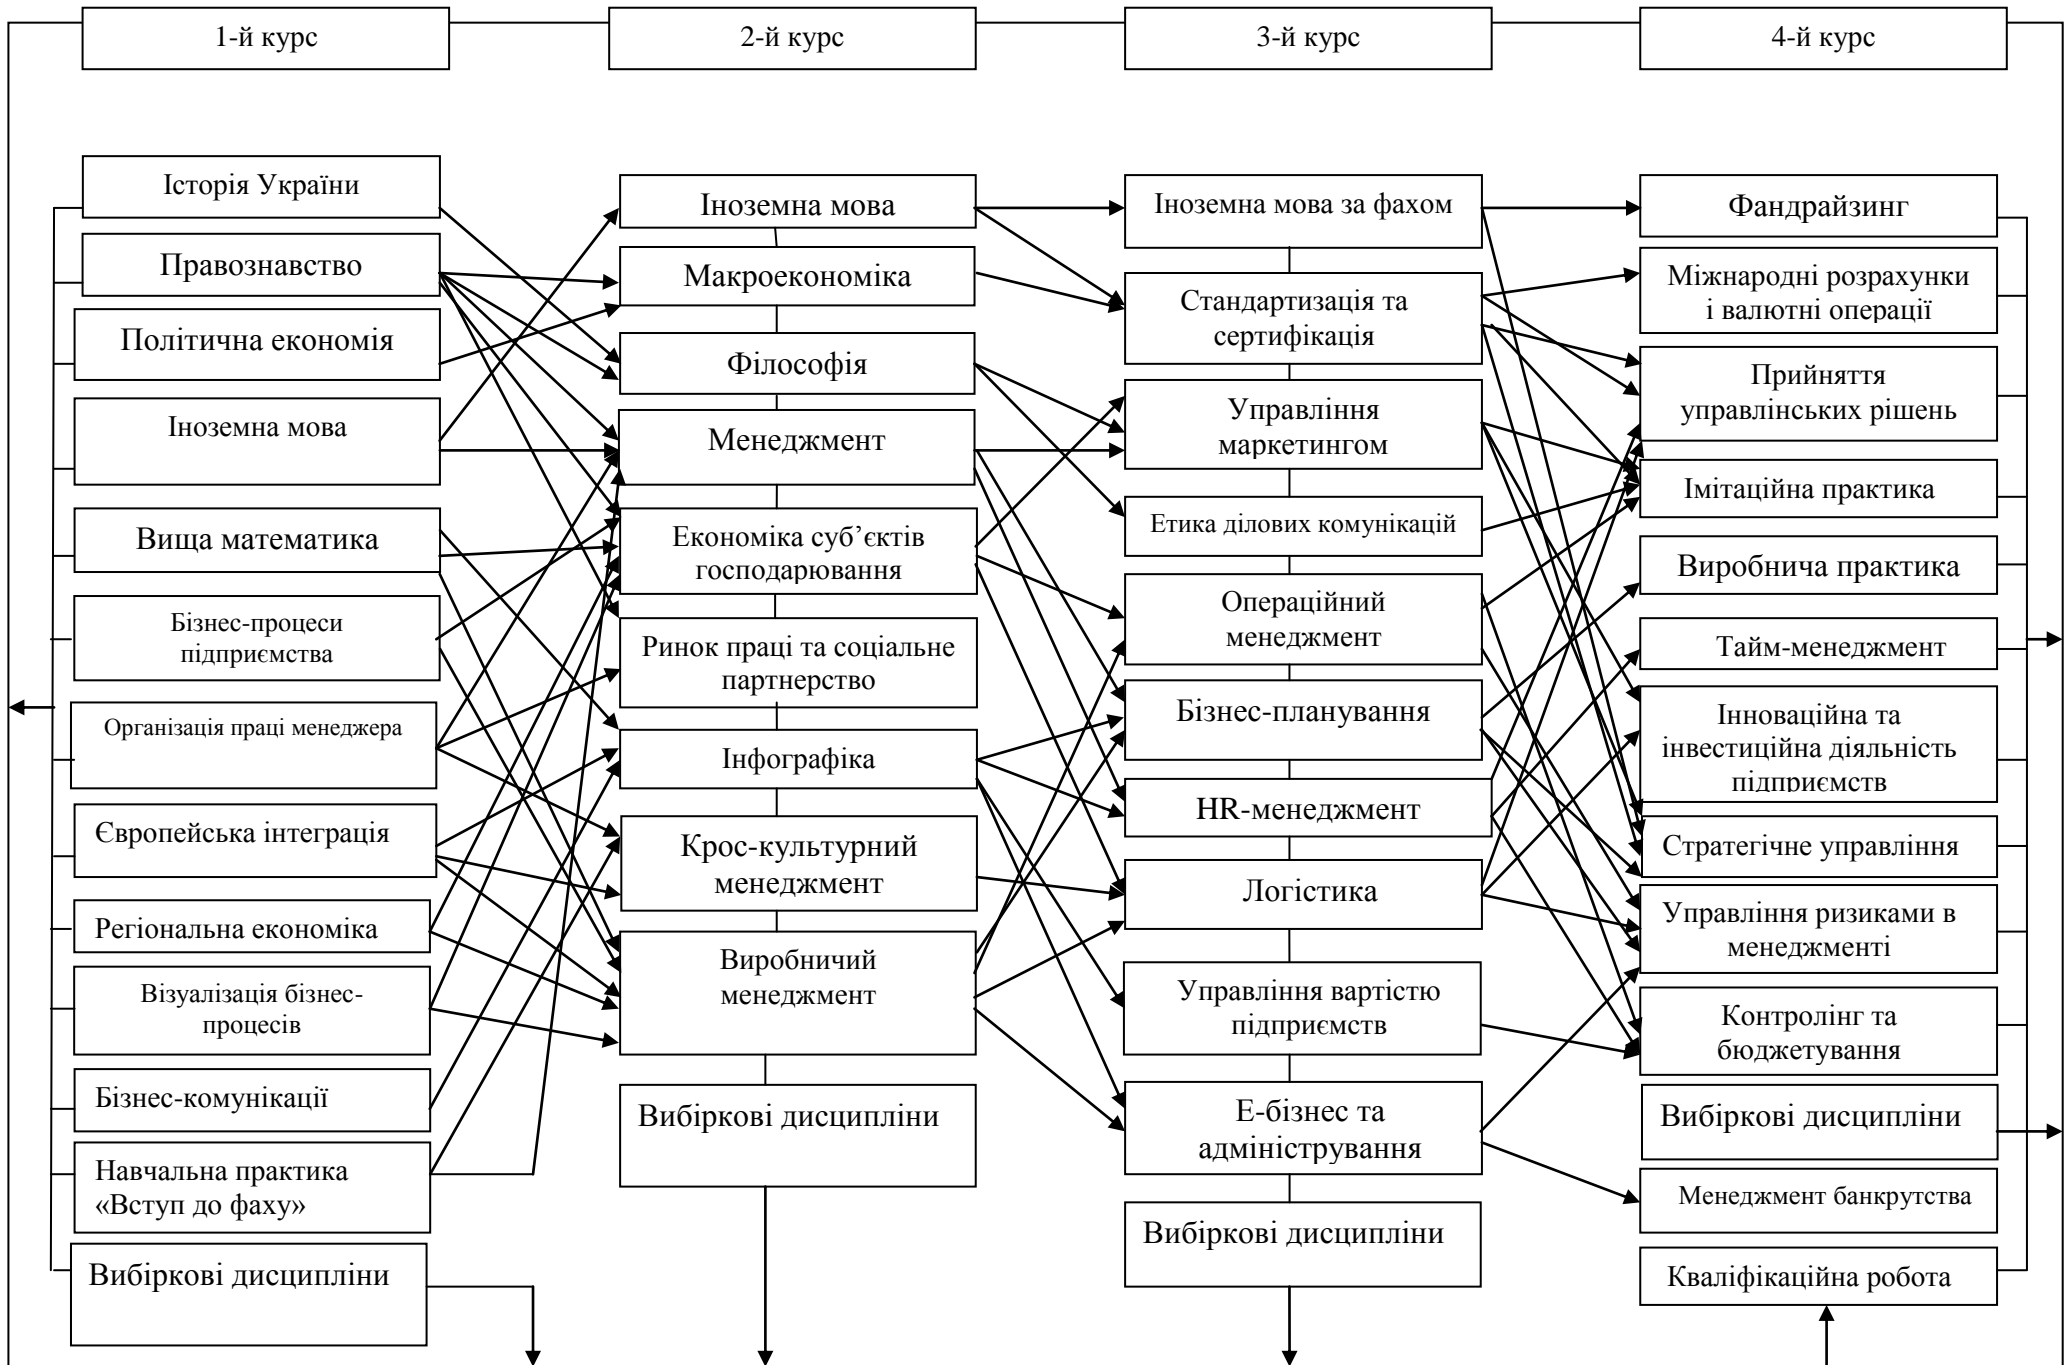 1-й курс
2-й курс
3-й курс
4-й курс
Історія України
Правознавство
Політична економія
Іноземна мова
Вища математика
Бізнес-процеси
підприємства
Організація праці менеджера
Європейська інтеграція
Регіональна економіка
Візуалізація бізнес-
процесів
Бізнес-комунікації
Навчальна практика
«Вступ до фаху»
Вибіркові дисципліни
Іноземна мова
Макроекономіка
Філософія
Менеджмент
Економіка суб’єктів
господарювання
Ринок праці та соціальне
партнерство
Інфографіка
Крос-культурний
менеджмент
Виробничий
менеджмент
Вибіркові дисципліни
Іноземна мова за фахом
Стандартизація та
сертифікація
Управління
маркетингом
Етика ділових комунікацій
Операційний
менеджмент
Бізнес-планування
HR-менеджмент
Логістика
Управління вартістю
підприємств
Е-бізнес та
адміністрування
Вибіркові дисципліни
Фандрайзинг
Міжнародні розрахунки
і валютні операції
Прийняття
управлінських рішень
Імітаційна практика
Виробнича практика
Тайм-менеджмент
Інноваційна та
інвестиційна діяльність
підприємств
Стратегічне управління
Управління ризиками в
менеджменті
Контролінг та
бюджетування
Вибіркові дисципліни
Менеджмент банкрутства
Кваліфікаційна робота